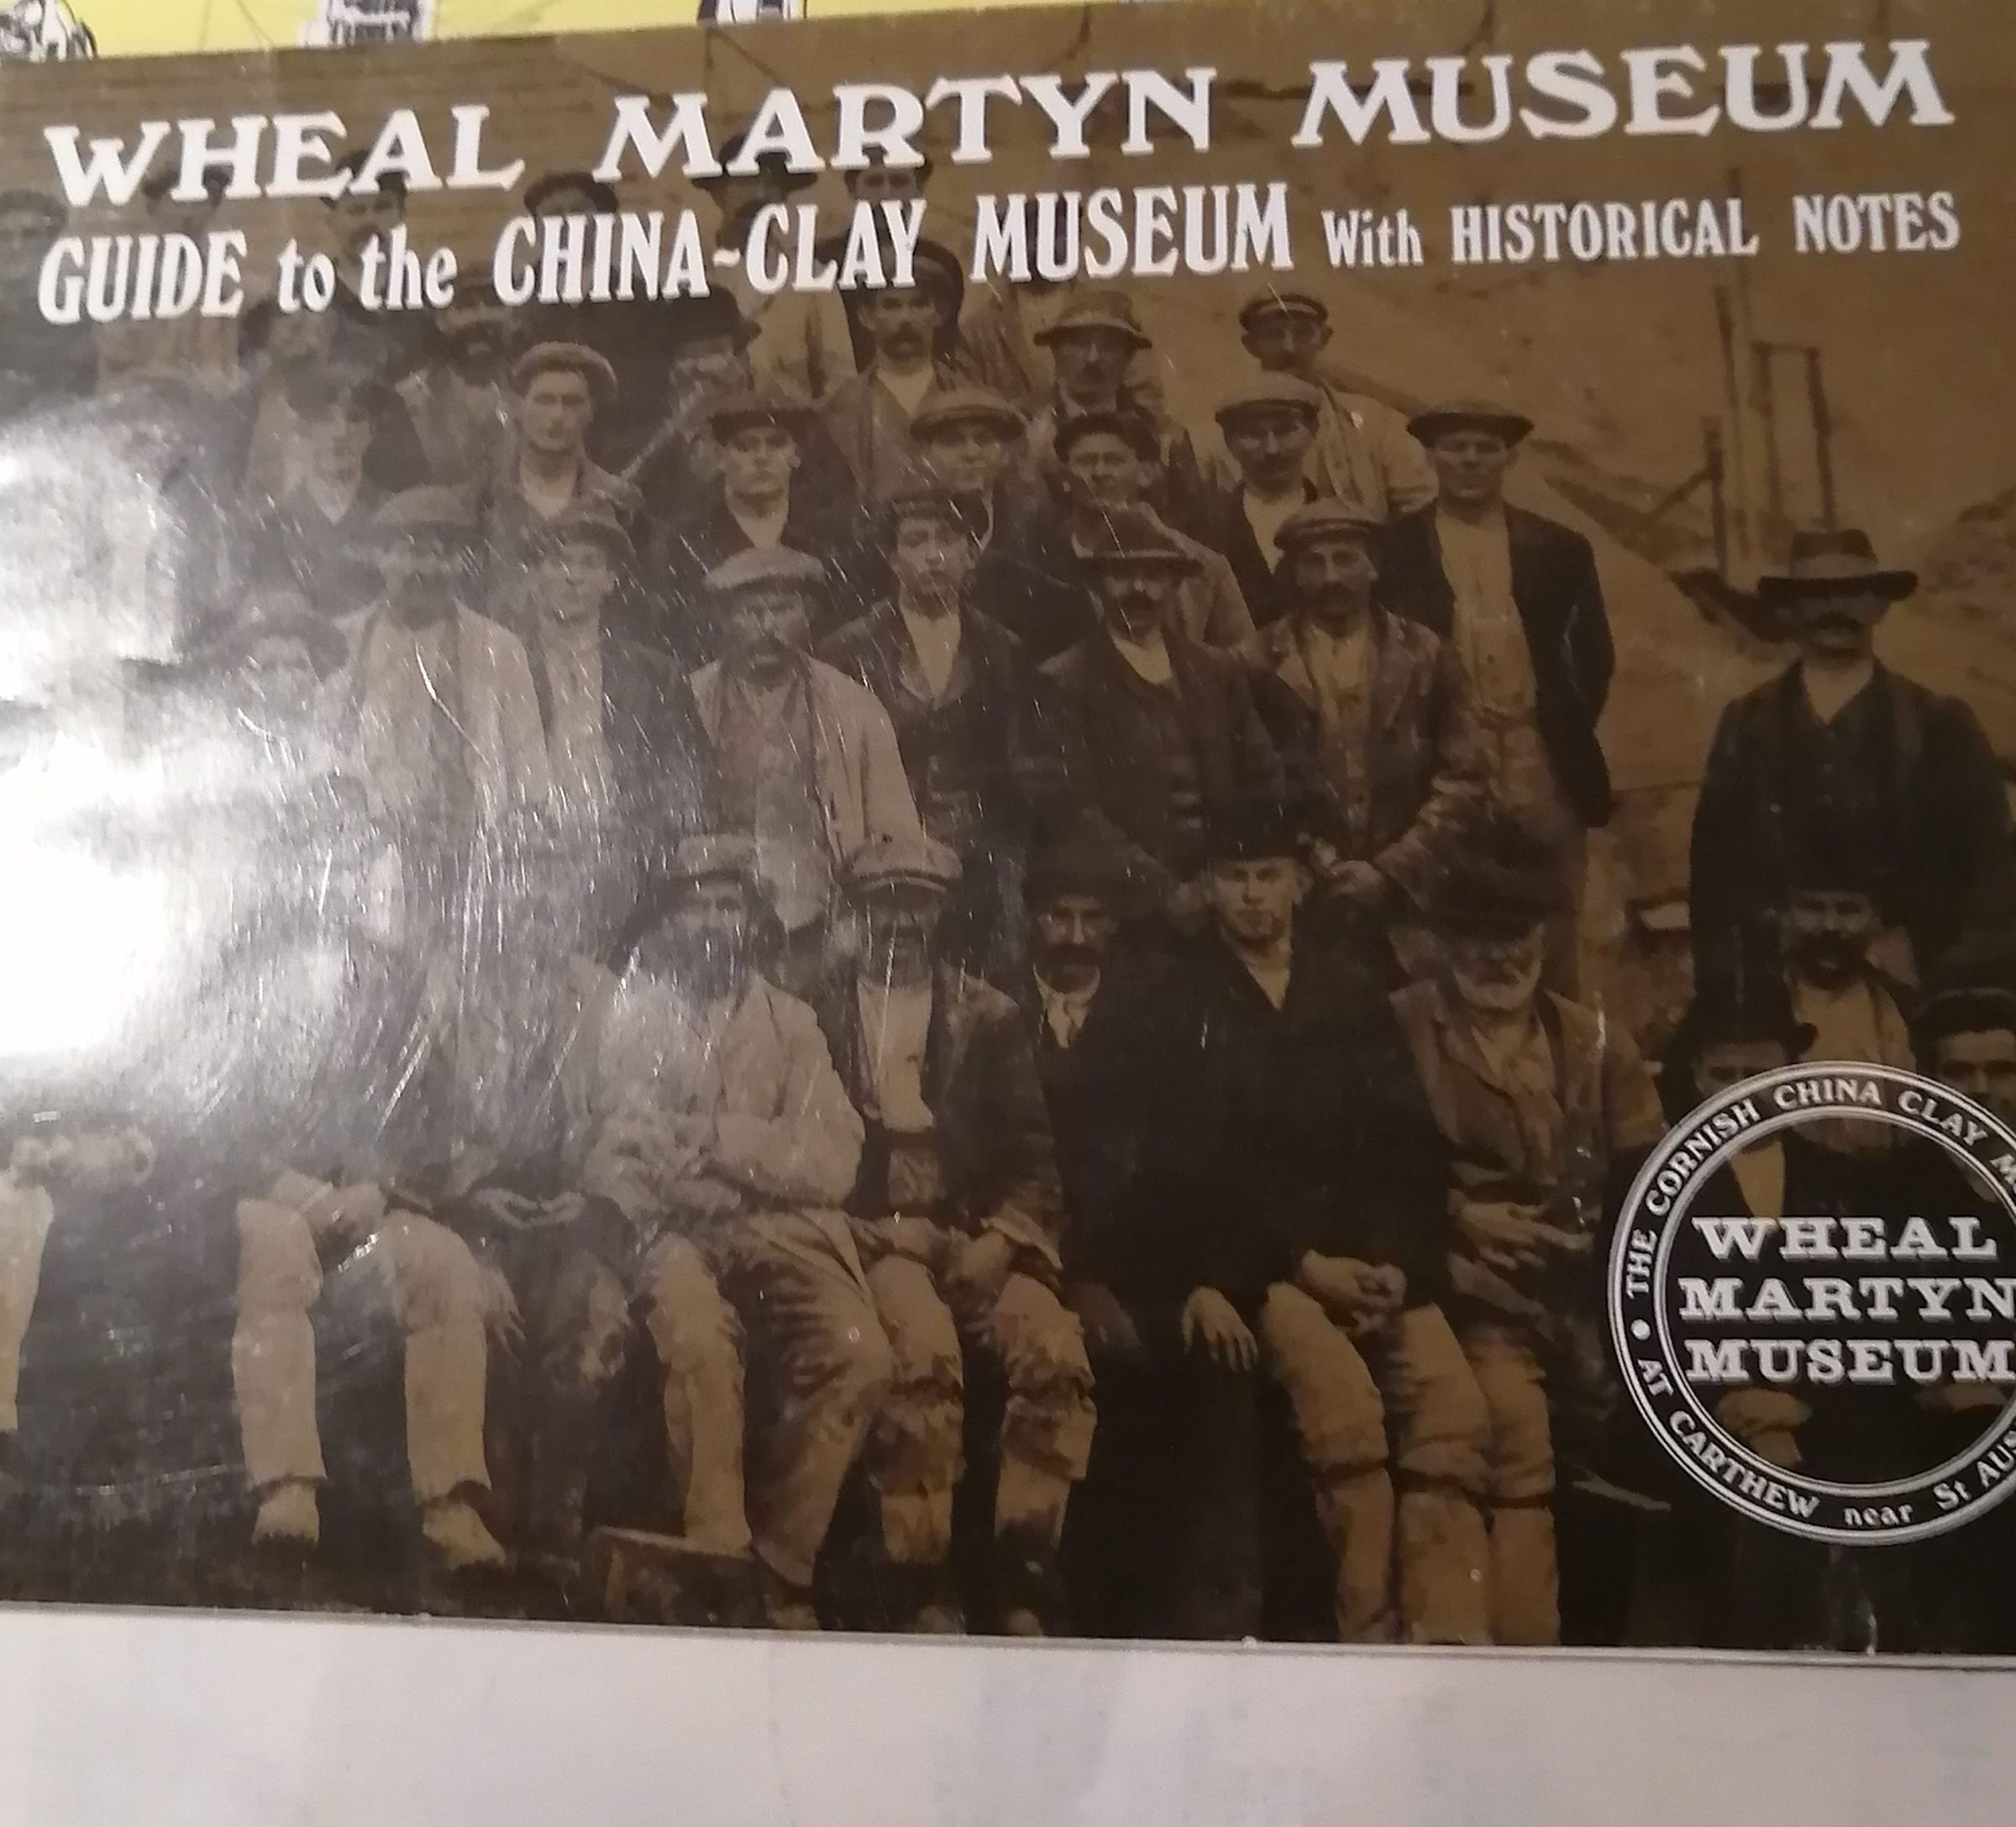 WHEAL MARTYN MUSEUM
GUIDE to the CHINA-CLAY MUSEUM With HISTORICAL NOTES
THE CORNISH CHINA CLAY
WHEAL
MARTYN
MUSEUM
• AT CARTHEW near St